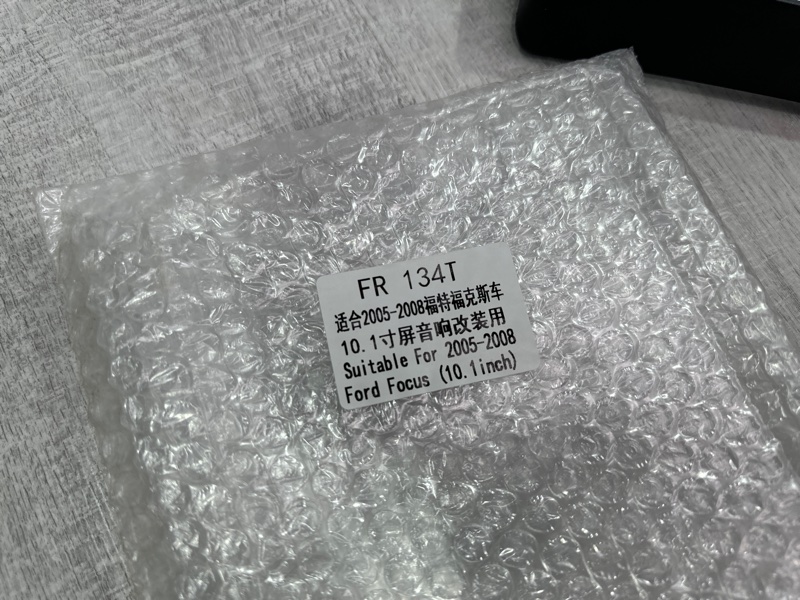 FR 134T
适合2005-2008福特福克斯车
10.1寸屏音响改装用
Suitable For 2005-2008
Ford Focus (10.1inch)